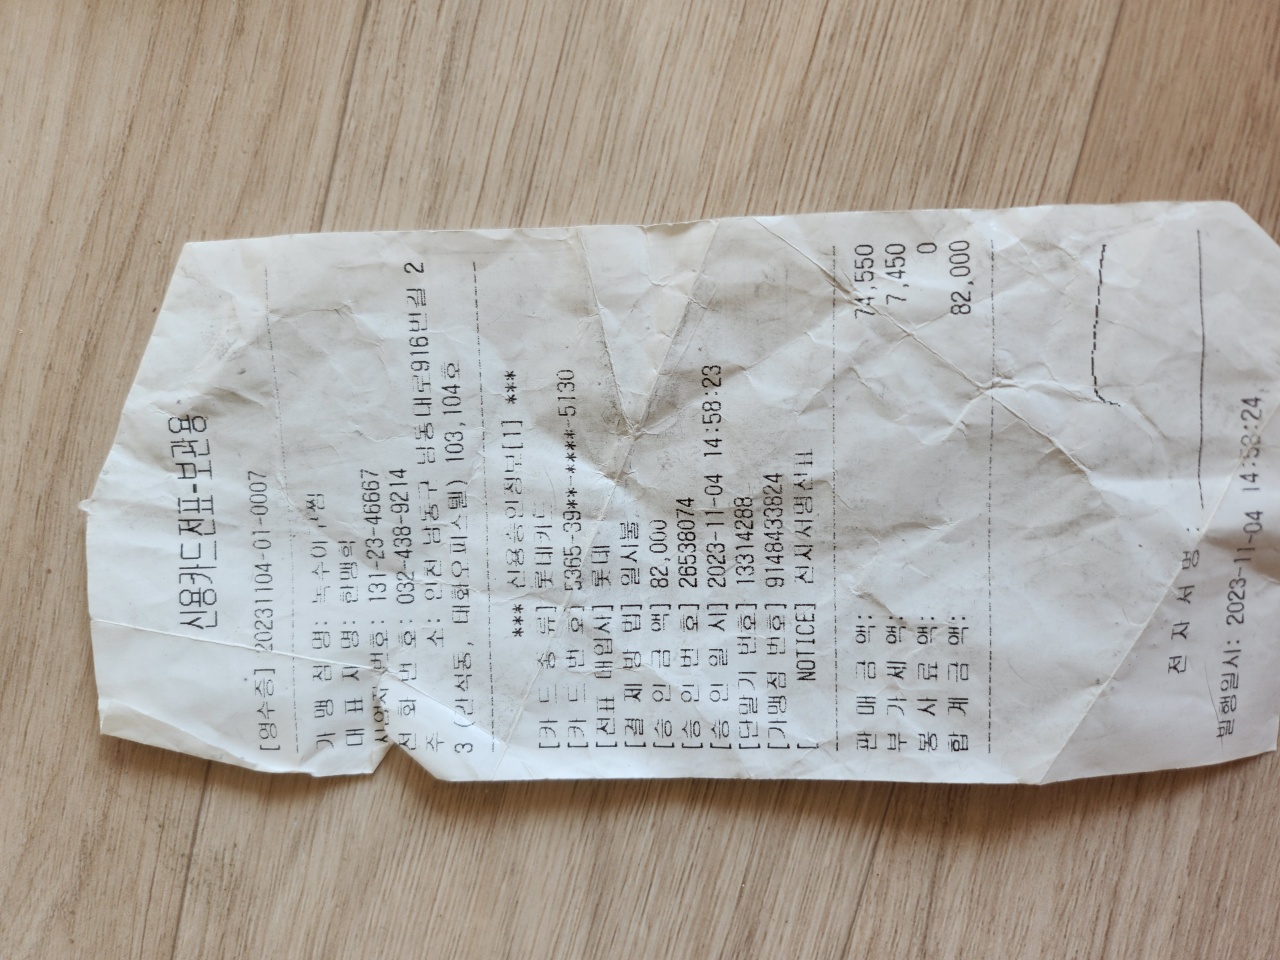 신용카드전표-보관용
[영수증] 20231104-01-0007
가 맹 점 명:
대 표 자 명: 한맹희
사업자번호: 131-23-46667
전 화 번 호: 032-438-9214
주 소: 인천 남동구 남동대로916번길 2
3 (간석동, 태화오피스텔) 103,104호
*** 신용승인정보[1] ***
[카 드 종 류] 롯데카드
[카 드 번 호] 5365-39**-****-5130
[전표 매입사] 롯데
[결 제 방 법] 일시불
[승 인 금 액] 82,000
[승 인 번 호] 26538074
[승 인 일 시] 2023-11-04 14:58:23
[단말기 번호] 13314288
[가맹점 번호] 9148433824
[ NOTICE] 전자서명전표
판 매 금 액: 74,550
부 가 세 액: 7,450
봉 사 료 액: 0
합 계 금 액: 82,000
전 자 서 명 :
발행일시: 2023-11-04 14:58:24